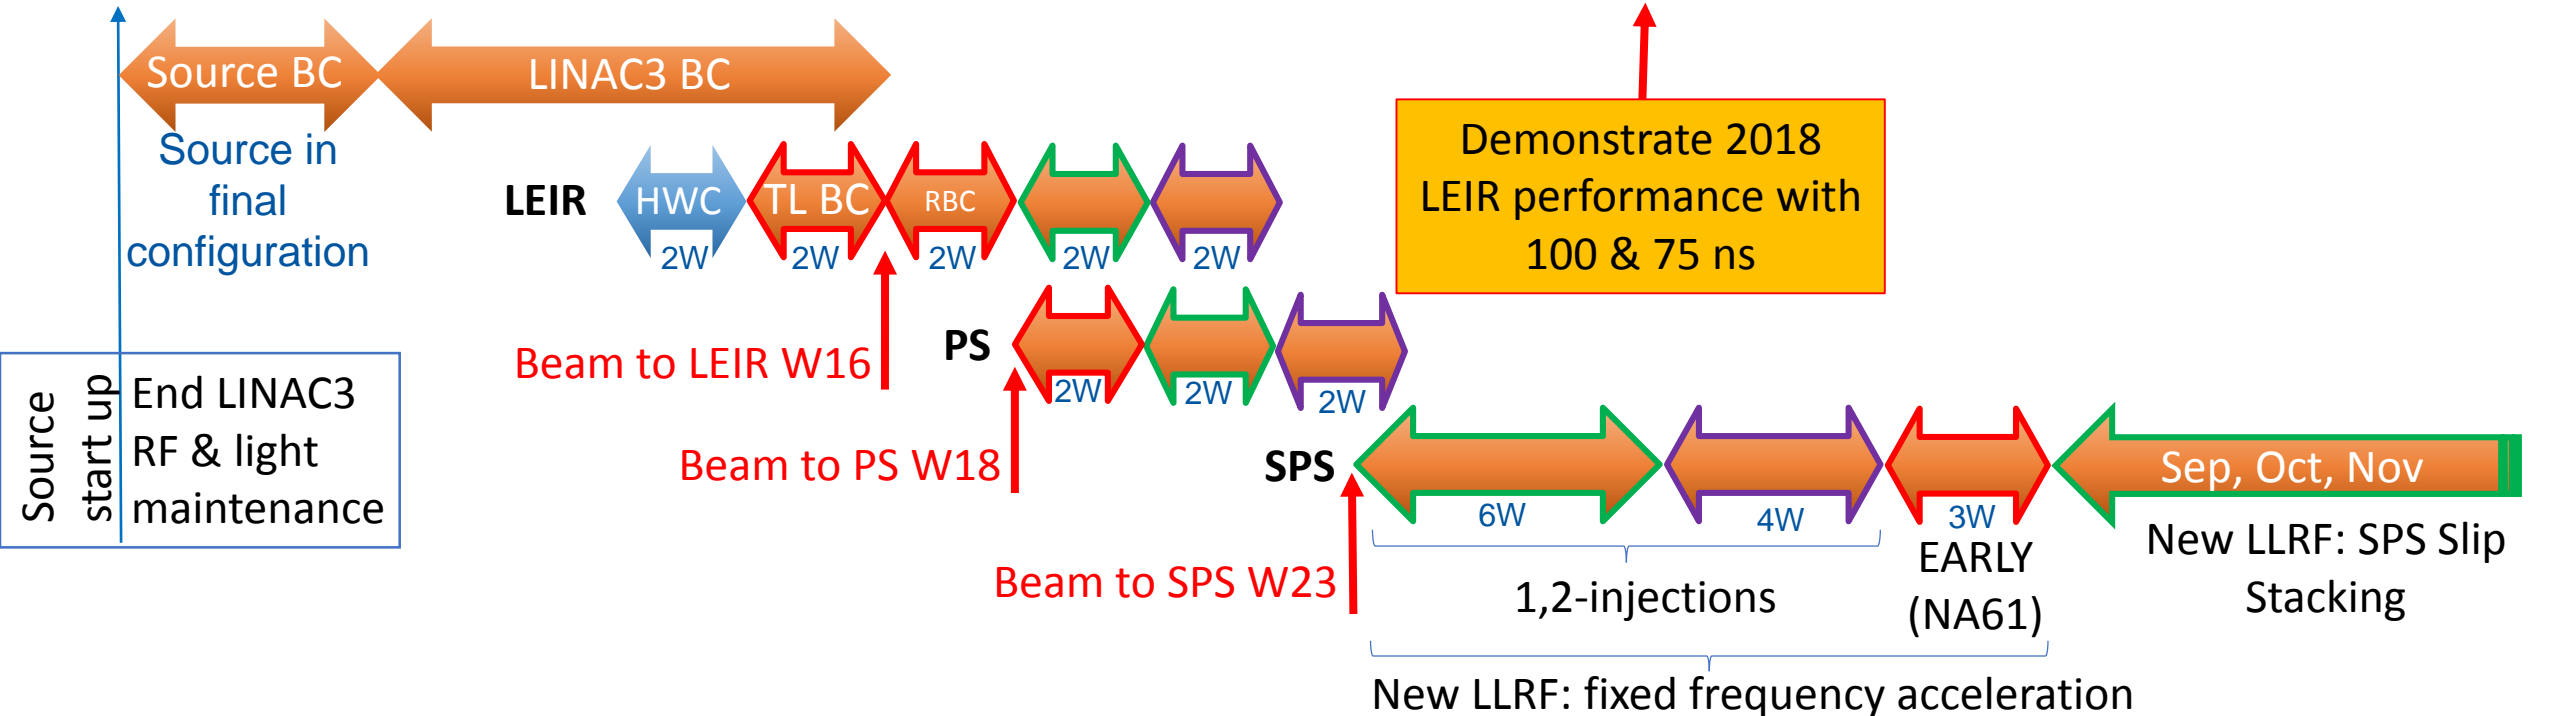 Source BC
LINAC3 BC
Source in
final
configuration
Demonstrate 2018
LEIR performance with
100 & 75 ns
LEIR
HWC
TL BC
RBC
2W
2W
2W
2W
2W
Beam to LEIR W16
PS
2W
2W
2W
Source
start up
End LINAC3
RF & light
maintenance
Beam to PS W18
SPS
6W
4W
3W
Sep, Oct, Nov
EARLY
(NA61)
New LLRF: SPS Slip
Stacking
Beam to SPS W23
1,2-injections
New LLRF: fixed frequency acceleration